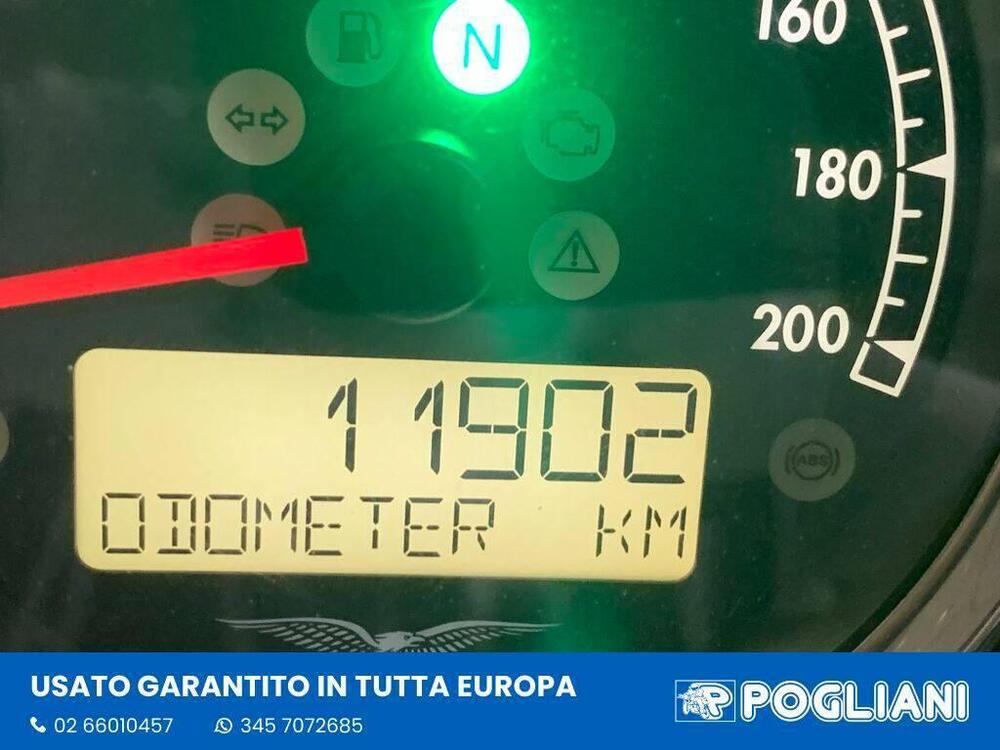 N
160
180
200
ABS
11902
ODOMETER KM
USATO GARANTITO IN TUTTA EUROPA
02 66010457 345 7072685
POGLIANI